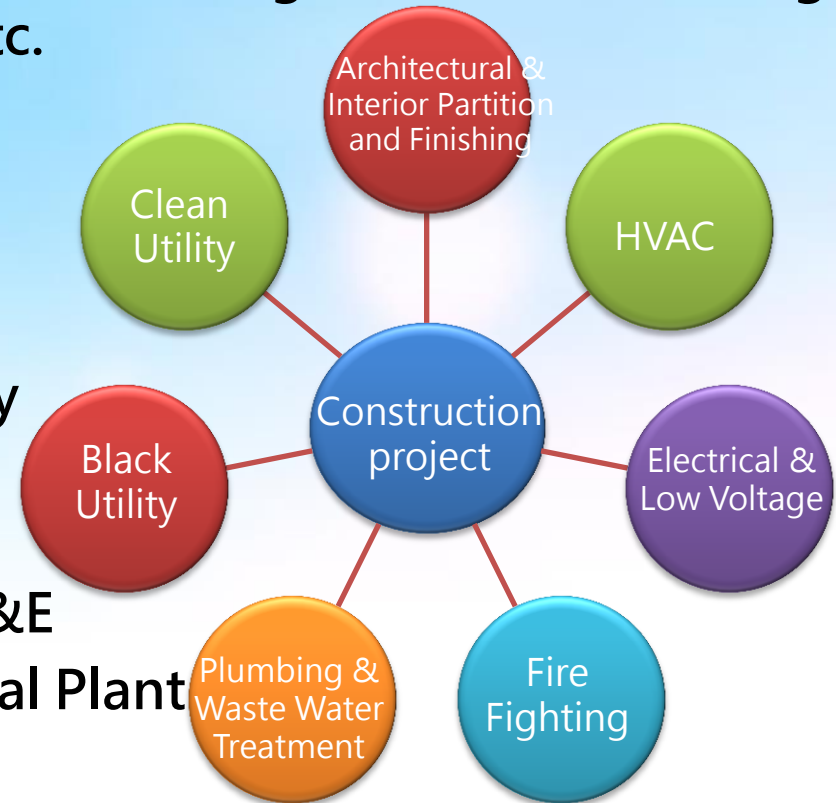 tc.
Architectural &
Interior Partition
and Finishing
Clean
Utility
HVAC
Construction
project
y
Black
Utility
Electrical &
Low Voltage
&E
al Plant
Plumbing &
Waste Water
Treatment
Fire
Fighting